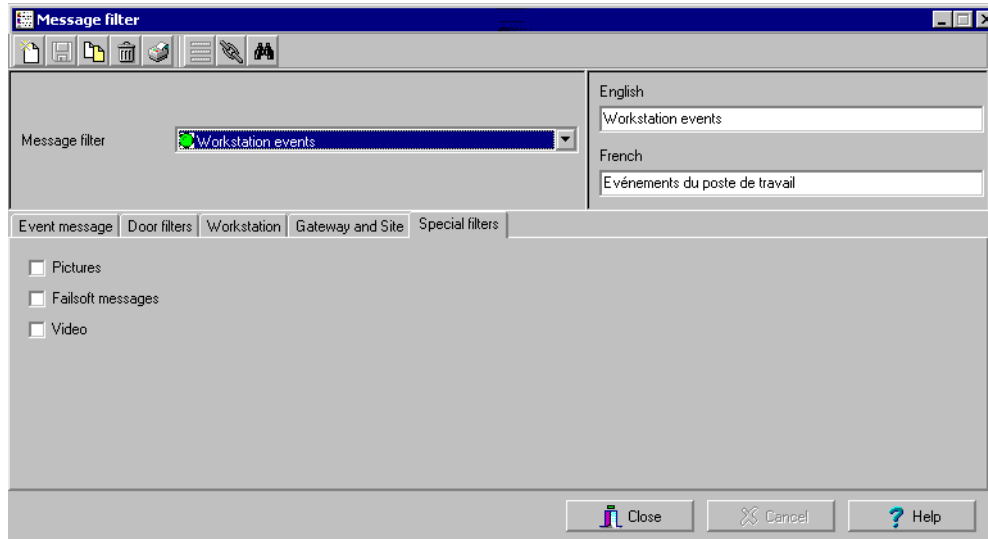 Message filter
English
Workstation events
Message filter
Workstation events
French
Evénements du poste de travail
Event message
Door filters
Workstation
Gateway and Site
Special filters
Pictures
Failsoft messages
Video
Close
Cancel
Help